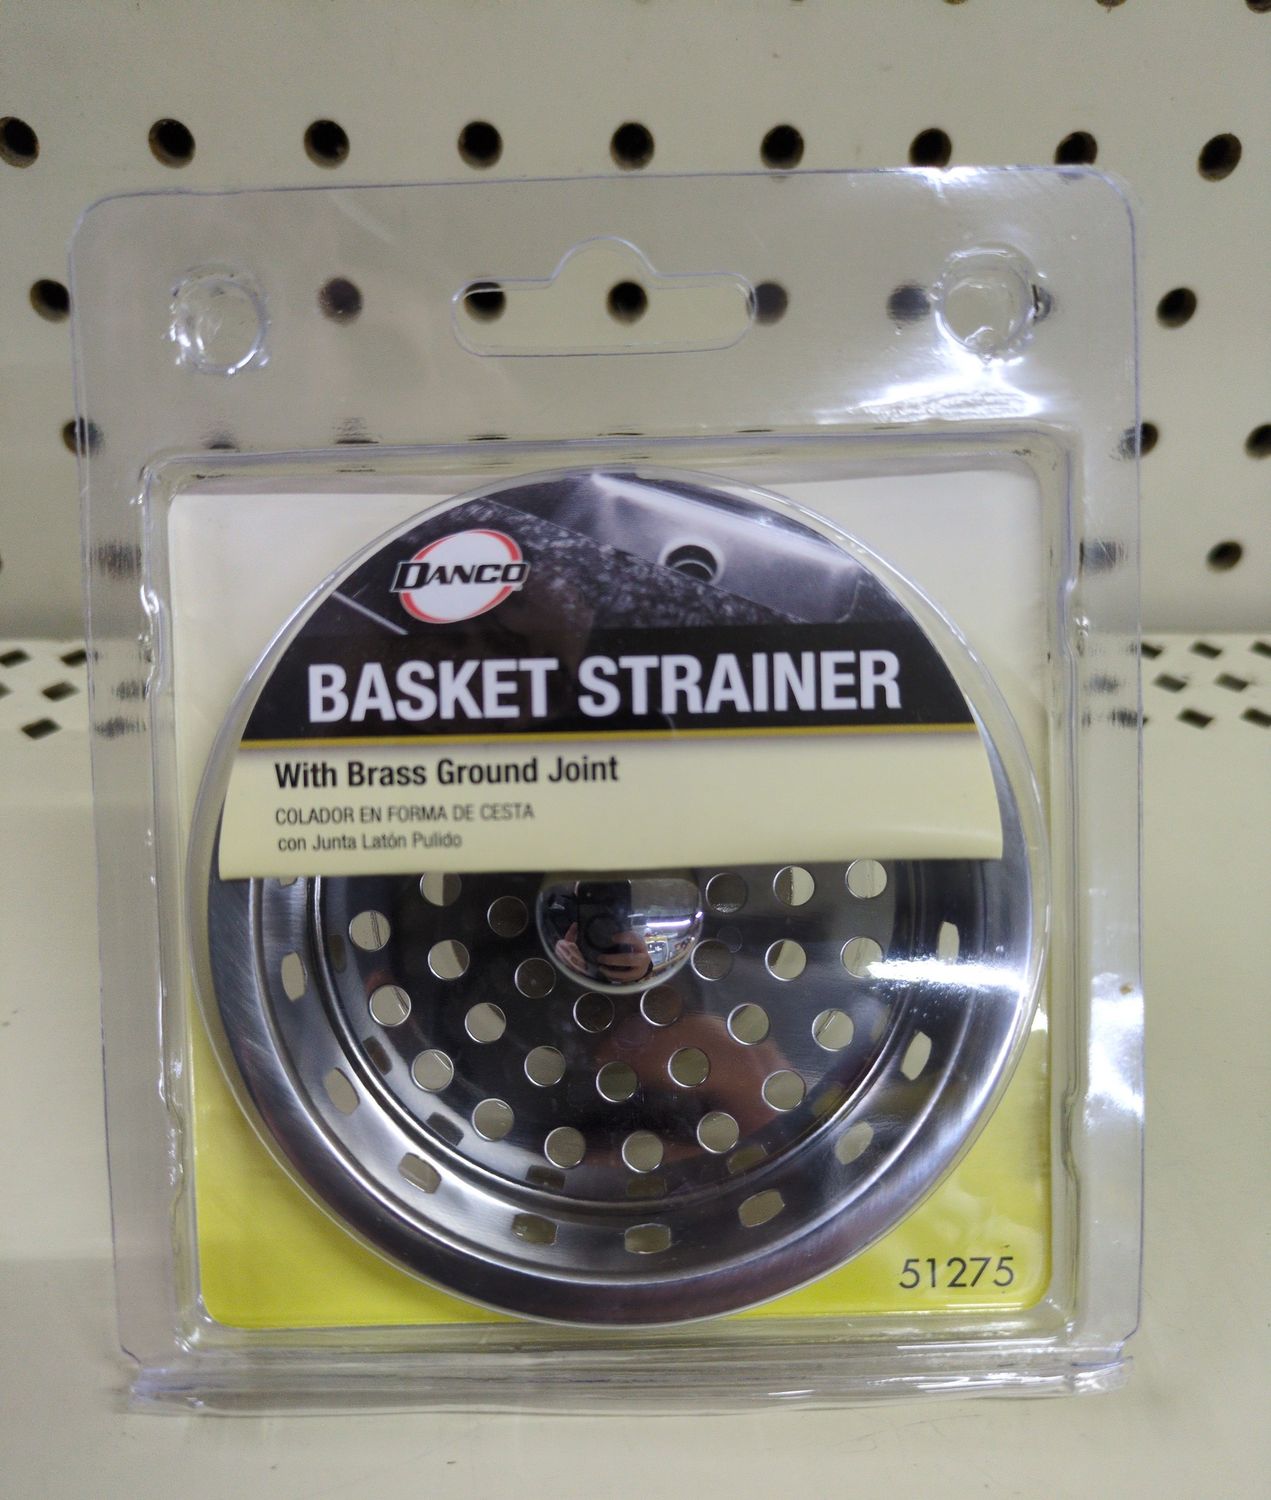 DANCO
BASKET STRAINER
With Brass Ground Joint
COLADOR EN FORMA DE CESTA
con Junta Latón Pulido
51275